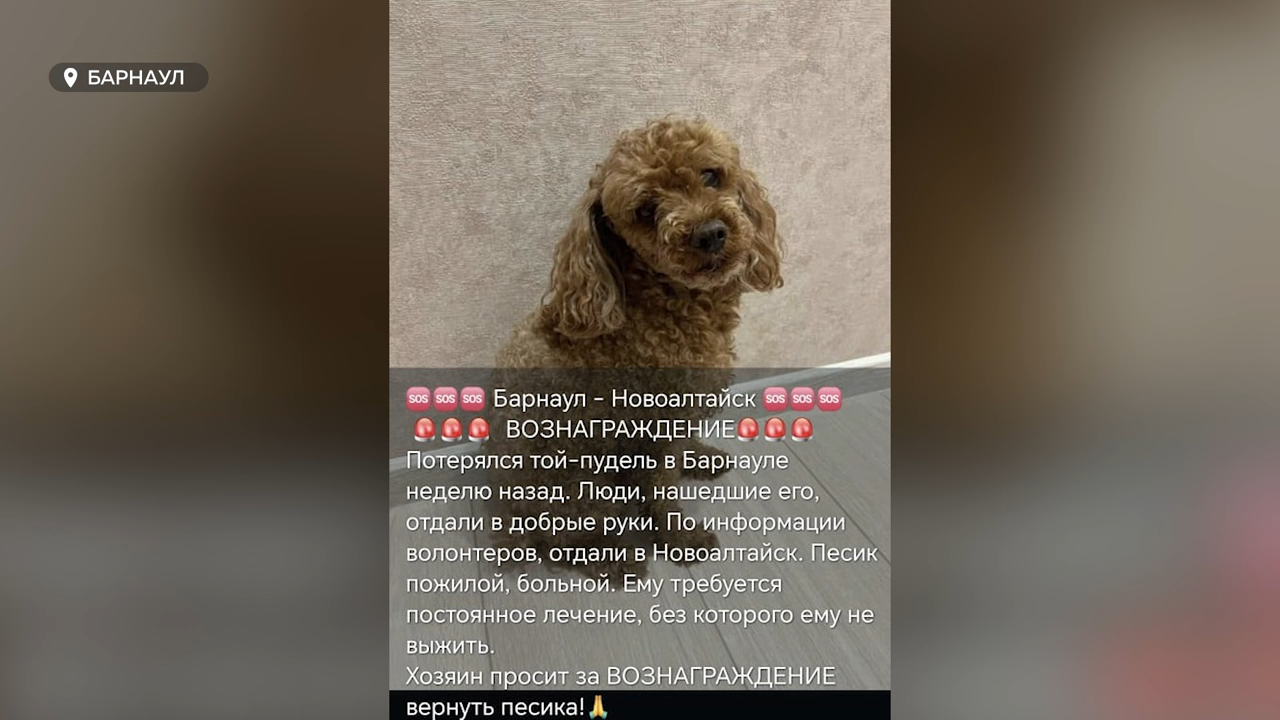 БАРНАУЛ
🆘🆘🆘 Барнаул - Новоалтайск 🆘🆘🆘
🚨🚨🚨 ВОЗНАГРАЖДЕНИЕ🚨🚨🚨
Потерялся той-пудель в Барнауле
неделю назад. Люди, нашедшие его,
отдали в добрые руки. По информации
волонтеров, отдали в Новоалтайск. Песик
пожилой, больной. Ему требуется
постоянное лечение, без которого ему не
выжить.
Хозяин просит за ВОЗНАГРАЖДЕНИЕ
вернуть песика!🙏